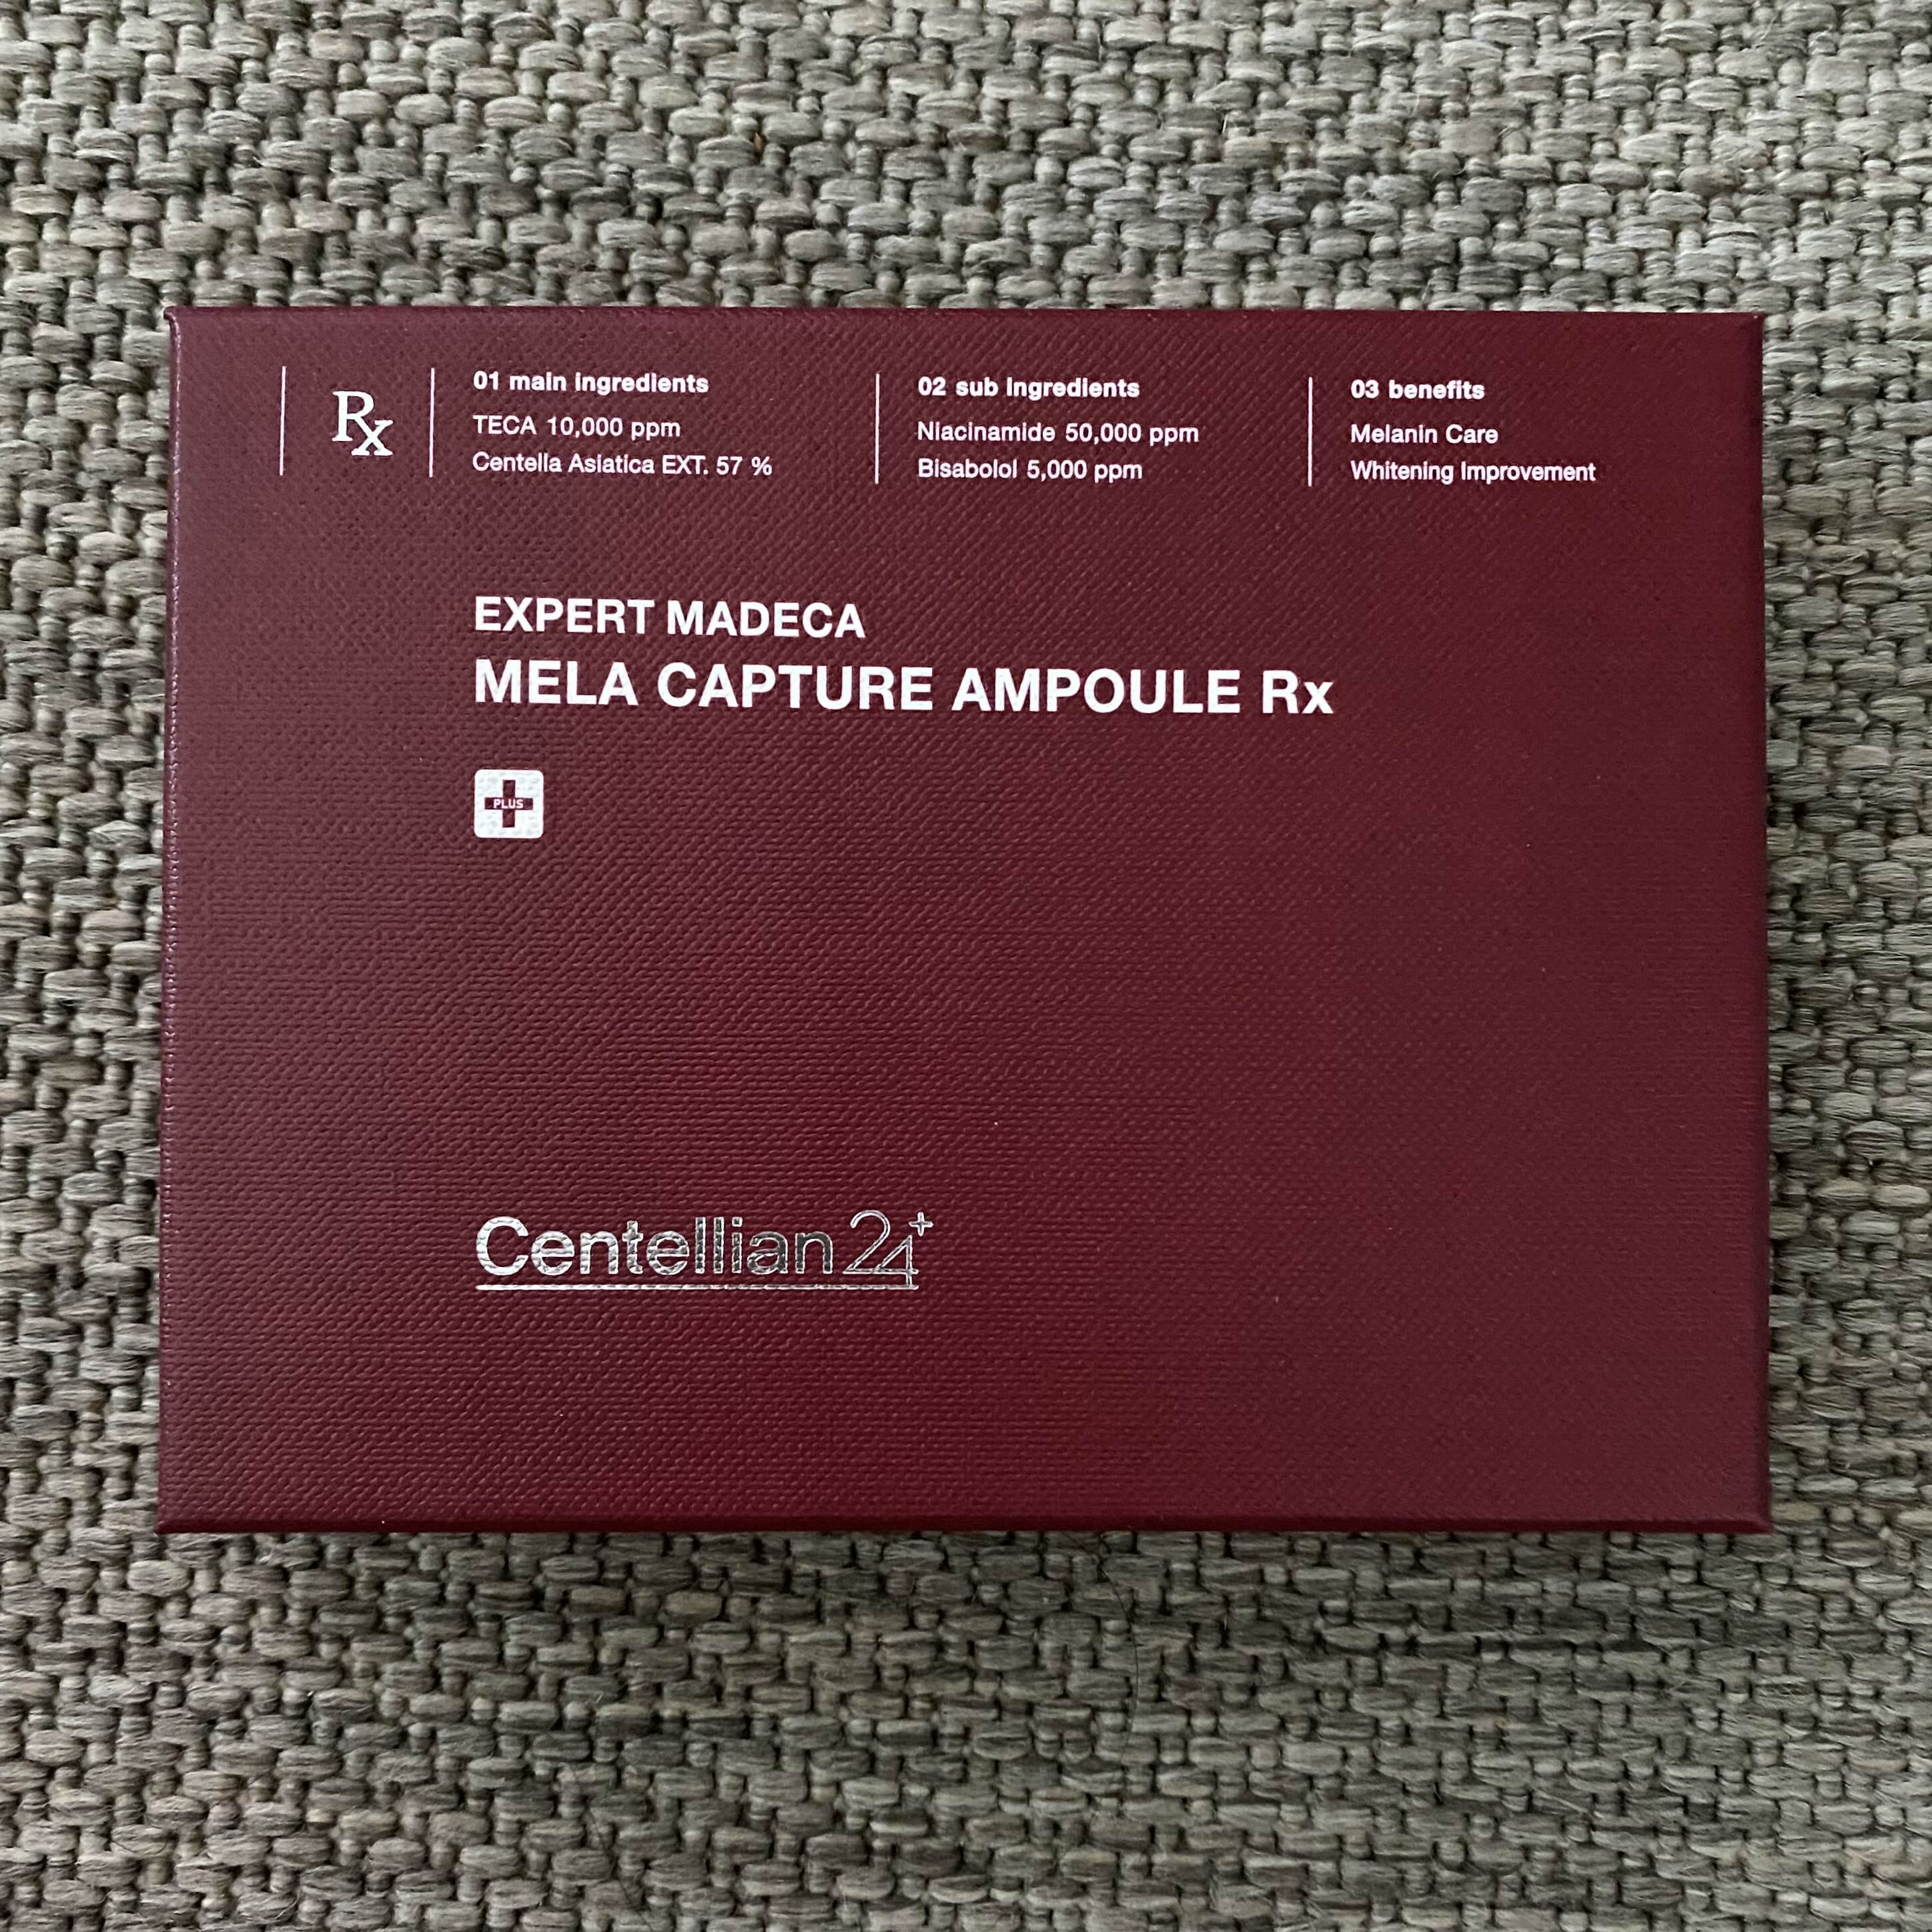 Rx
01 main ingredients
TECA 10,000 ppm
Centella Asiatica EXT. 57 %
02 sub ingredients
Niacinamide 50,000 ppm
Bisabolol 5,000 ppm
03 benefits
Melanin Care
Whitening Improvement
EXPERT MADECA
MELA CAPTURE AMPOULE Rx
PLUS
Centellian24+